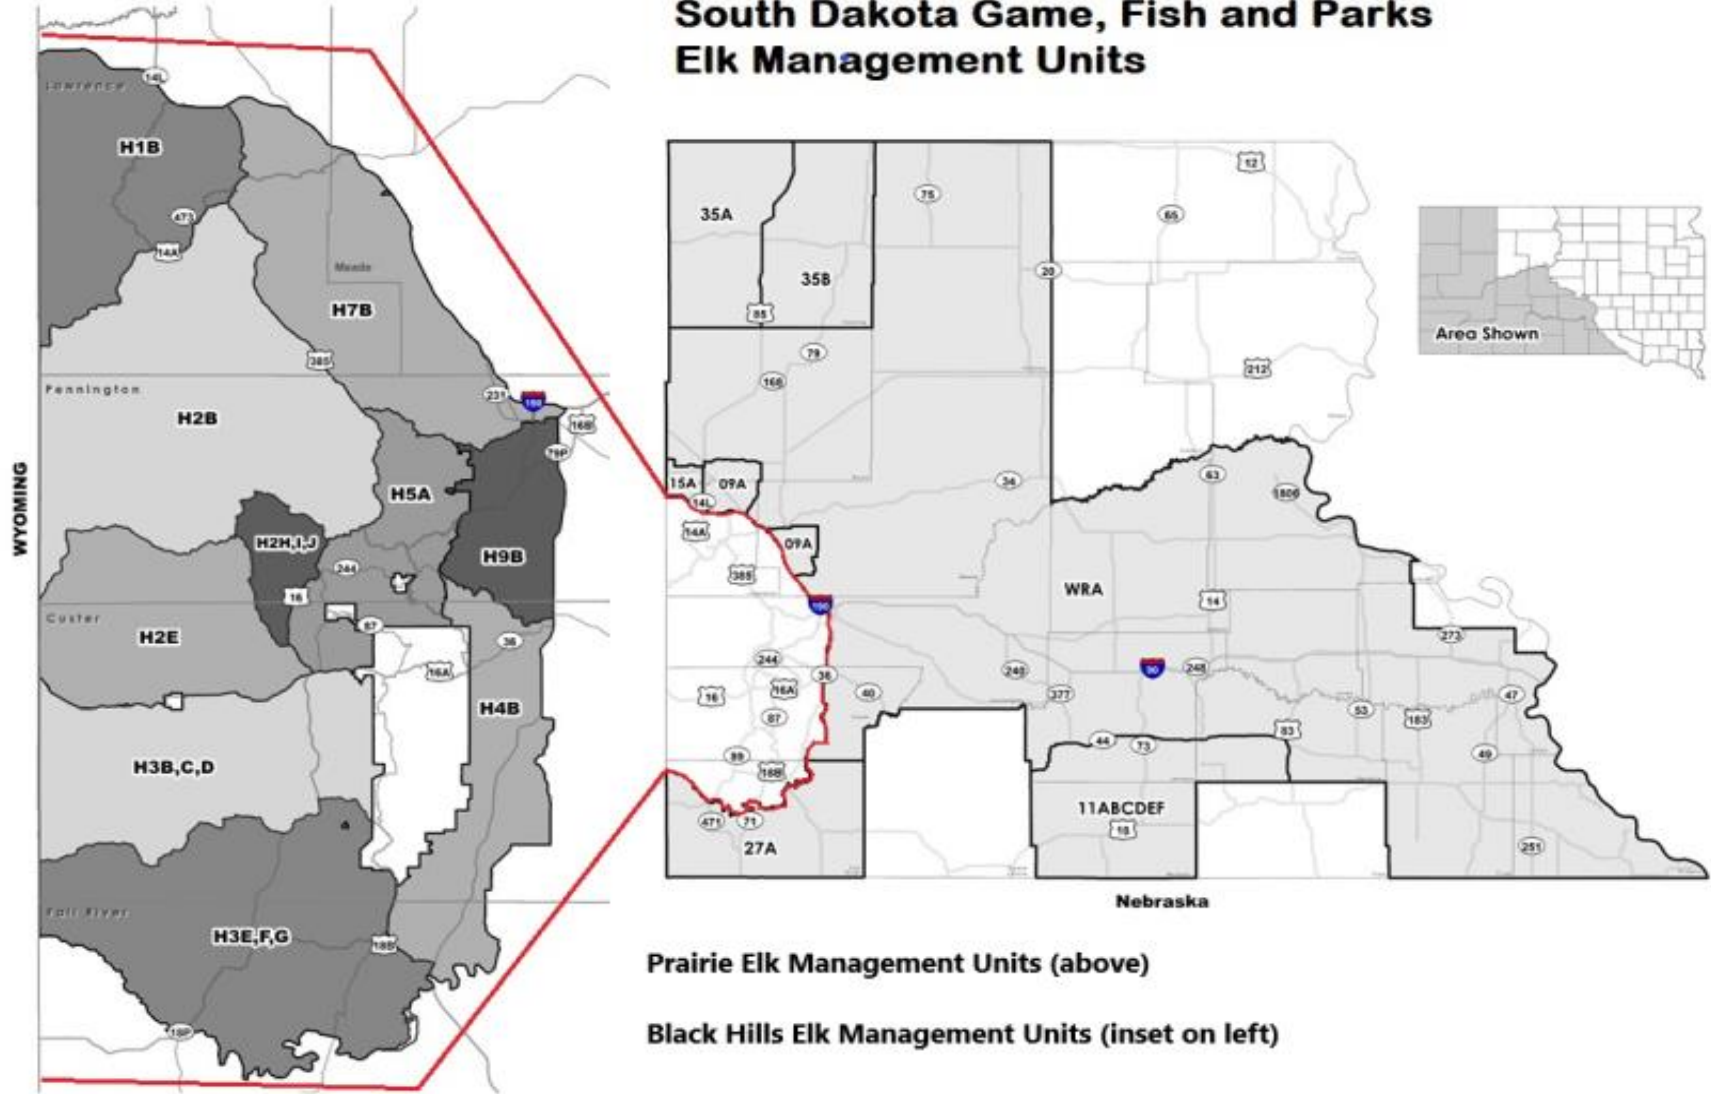 South Dakota Game, Fish and Parks
Elk Management Units
14L
Lawrence
H1B
473
14A
Meade
H7B
385
Pennington
231
190
16B
H2B
79P
WYOMING
H5A
H2H,I,J
H9B
244
16
Custer
87
H2E
36
16A
H4B
H3B,C,D
Fall River
H3E,F,G
18B
18P
12
75
35A
65
20
35B
85
79
168
212
Area Shown
15A
09A
34
63
1806
14L
14A
09A
385
WRA
14
190
273
244
36
240
90
248
16
16A
40
377
47
53
183
87
83
44
73
49
89
18B
11ABCDEF
18
471
71
27A
251
Nebraska
Prairie Elk Management Units (above)
Black Hills Elk Management Units (inset on left)